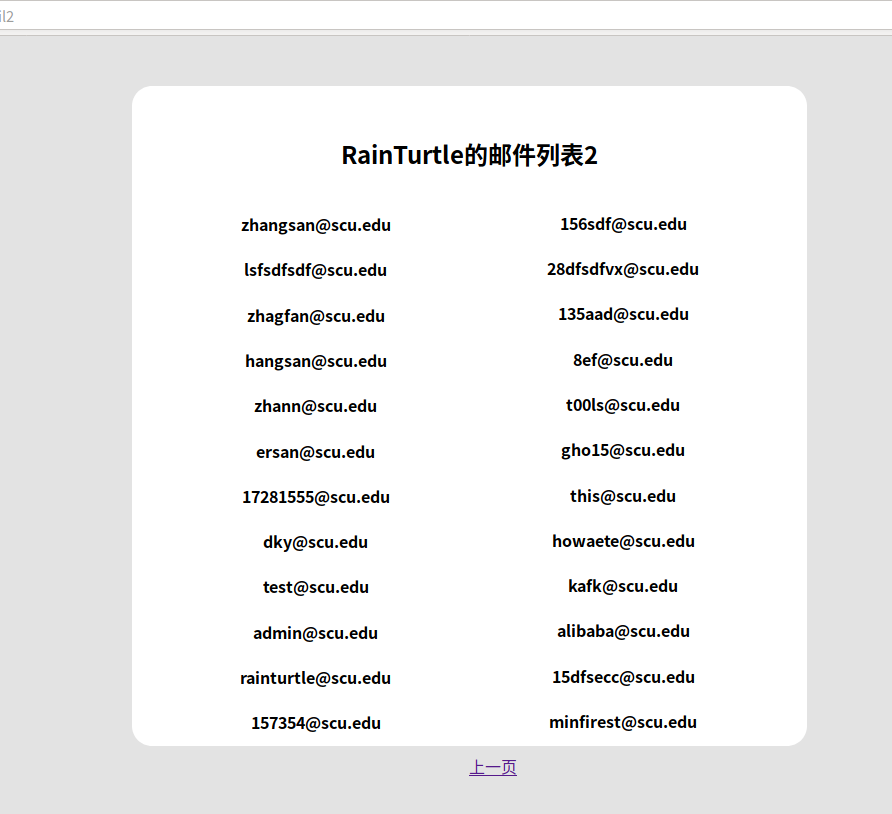 il2
RainTurtle的邮件列表2
zhangsan@scu.edu 156sdf@scu.edu
lsfsdfsdf@scu.edu 28dfsdfvx@scu.edu
zhagfan@scu.edu 135aad@scu.edu
hangsan@scu.edu 8ef@scu.edu
zhann@scu.edu t00ls@scu.edu
ersan@scu.edu gho15@scu.edu
17281555@scu.edu this@scu.edu
dky@scu.edu howaete@scu.edu
test@scu.edu kafk@scu.edu
admin@scu.edu alibaba@scu.edu
rainturtle@scu.edu 15dfsecc@scu.edu
157354@scu.edu minfirest@scu.edu
上一页